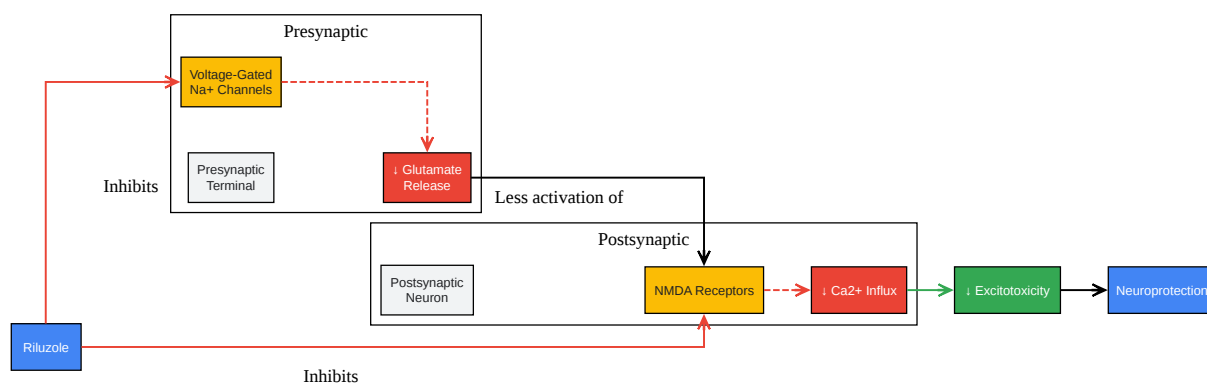 Presynaptic
Voltage-Gated
Na+ Channels
Presynaptic
Terminal
↓ Glutamate
Release
Inhibits
Less activation of
Postsynaptic
Postsynaptic
Neuron
NMDA Receptors
↓ Ca2+ Influx
↓ Excitotoxicity
Neuroprotection
Riluzole
Inhibits